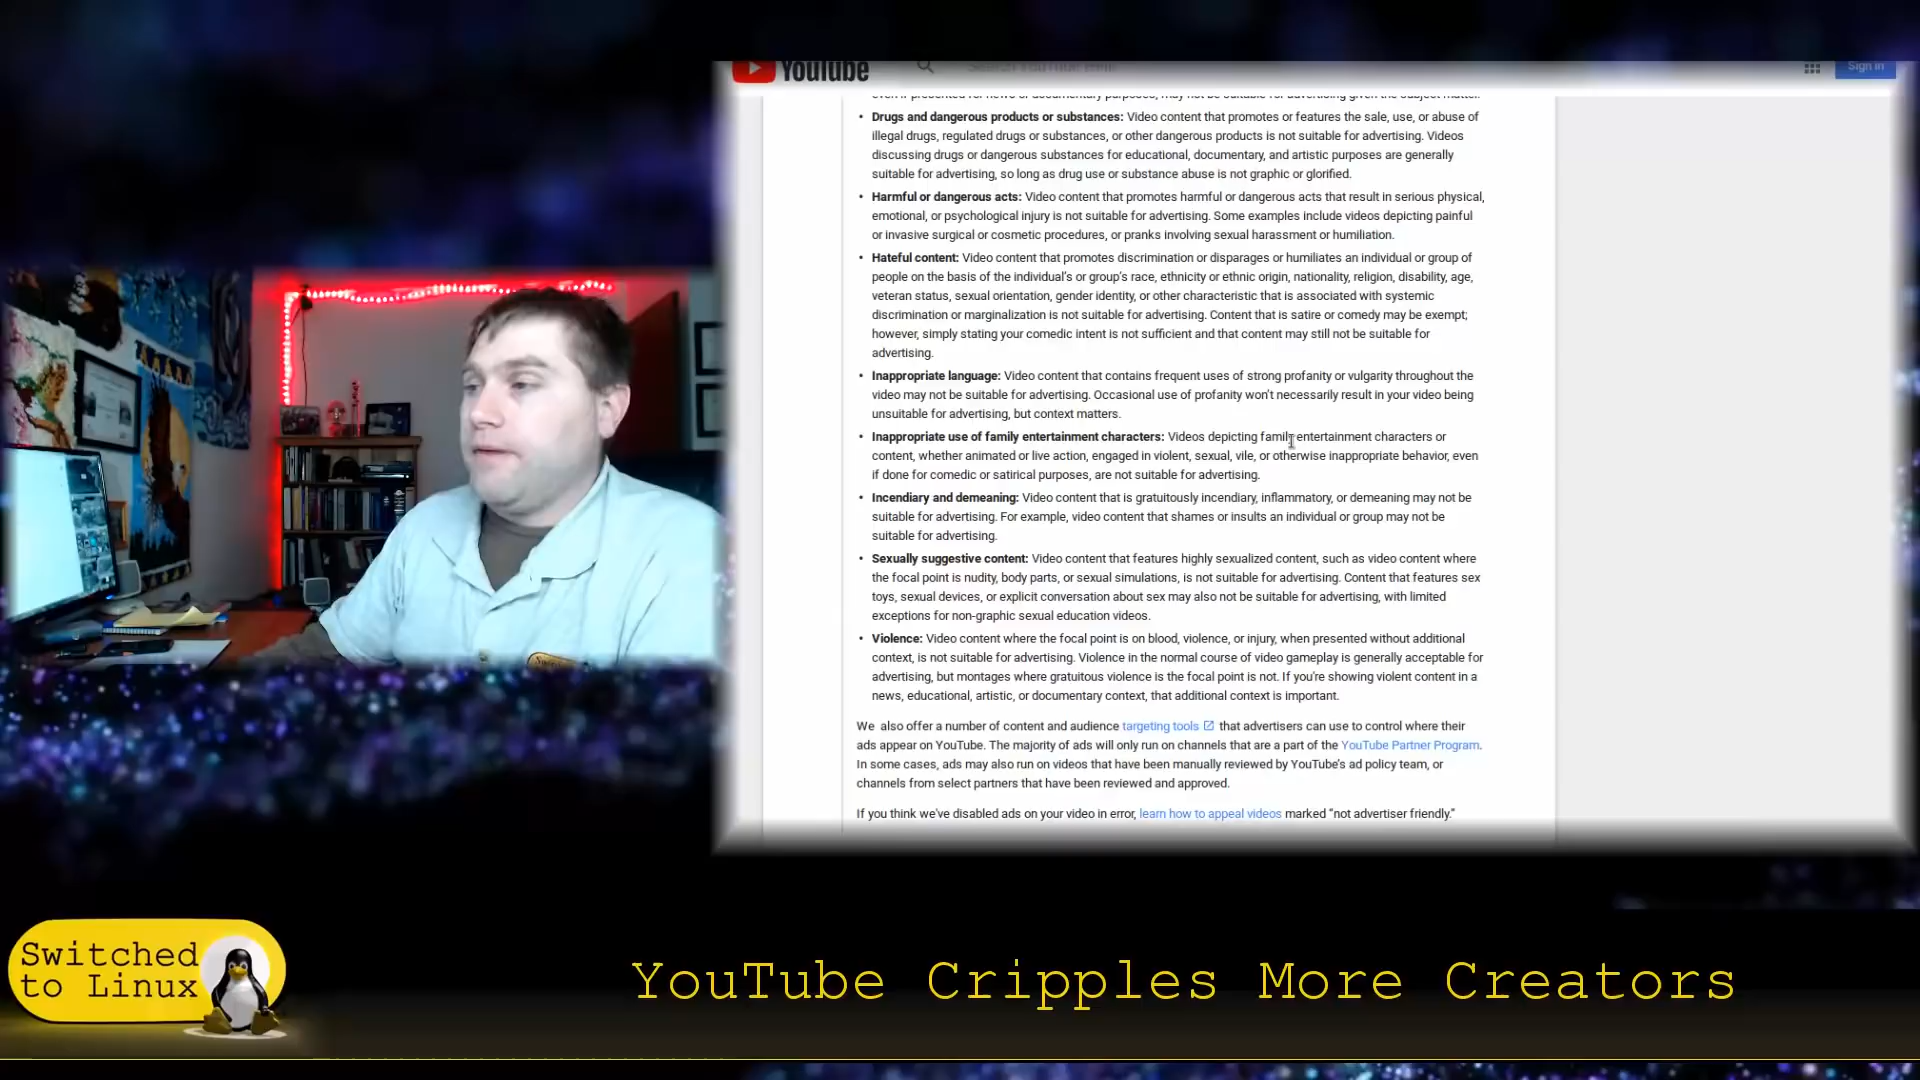 YouTube
Sign in
even if presented for news or documentary purposes, may not be suitable for advertising given the subject matter.
• Drugs and dangerous products or substances: Video content that promotes or features the sale, use, or abuse of
illegal drugs, regulated drugs or substances, or other dangerous products is not suitable for advertising. Videos
discussing drugs or dangerous substances for educational, documentary, and artistic purposes are generally
suitable for advertising, so long as drug use or substance abuse is not graphic or glorified.
• Harmful or dangerous acts: Video content that promotes harmful or dangerous acts that result in serious physical,
emotional, or psychological injury is not suitable for advertising. Some examples include videos depicting painful
or invasive surgical or cosmetic procedures, or pranks involving sexual harassment or humiliation.
• Hateful content: Video content that promotes discrimination or disparages or humiliates an individual or group of
people on the basis of the individual's or group's race, ethnicity or ethnic origin, nationality, religion, disability, age,
veteran status, sexual orientation, gender identity, or other characteristic that is associated with systemic
discrimination or marginalization is not suitable for advertising. Content that is satire or comedy may be exempt;
however, simply stating your comedic intent is not sufficient and that content may still not be suitable for
advertising.
• Inappropriate language: Video content that contains frequent uses of strong profanity or vulgarity throughout the
video may not be suitable for advertising. Occasional use of profanity won't necessarily result in your video being
unsuitable for advertising, but context matters.
• Inappropriate use of family entertainment characters: Videos depicting family entertainment characters or
content, whether animated or live action, engaged in violent, sexual, vile, or otherwise inappropriate behavior, even
if done for comedic or satirical purposes, are not suitable for advertising.
• Incendiary and demeaning: Video content that is gratuitously incendiary, inflammatory, or demeaning may not be
suitable for advertising. For example, video content that shames or insults an individual or group may not be
suitable for advertising.
• Sexually suggestive content: Video content that features highly sexualized content, such as video content where
the focal point is nudity, body parts, or sexual simulations, is not suitable for advertising. Content that features sex
toys, sexual devices, or explicit conversation about sex may also not be suitable for advertising, with limited
exceptions for non-graphic sexual education videos.
• Violence: Video content where the focal point is on blood, violence, or injury, when presented without additional
context, is not suitable for advertising. Violence in the normal course of video gameplay is generally acceptable for
advertising, but montages where gratuitous violence is the focal point is not. If you're showing violent content in a
news, educational, artistic, or documentary context, that additional context is important.
We also offer a number of content and audience targeting tools that advertisers can use to control where their
ads appear on YouTube. The majority of ads will only run on channels that are a part of the YouTube Partner Program.
In some cases, ads may also run on videos that have been manually reviewed by YouTube's ad policy team, or
channels from select partners that have been reviewed and approved.
If you think we've disabled ads on your video in error, learn how to appeal videos marked “not advertiser friendly.”
Switched
to Linux
YouTube Cripples More Creators